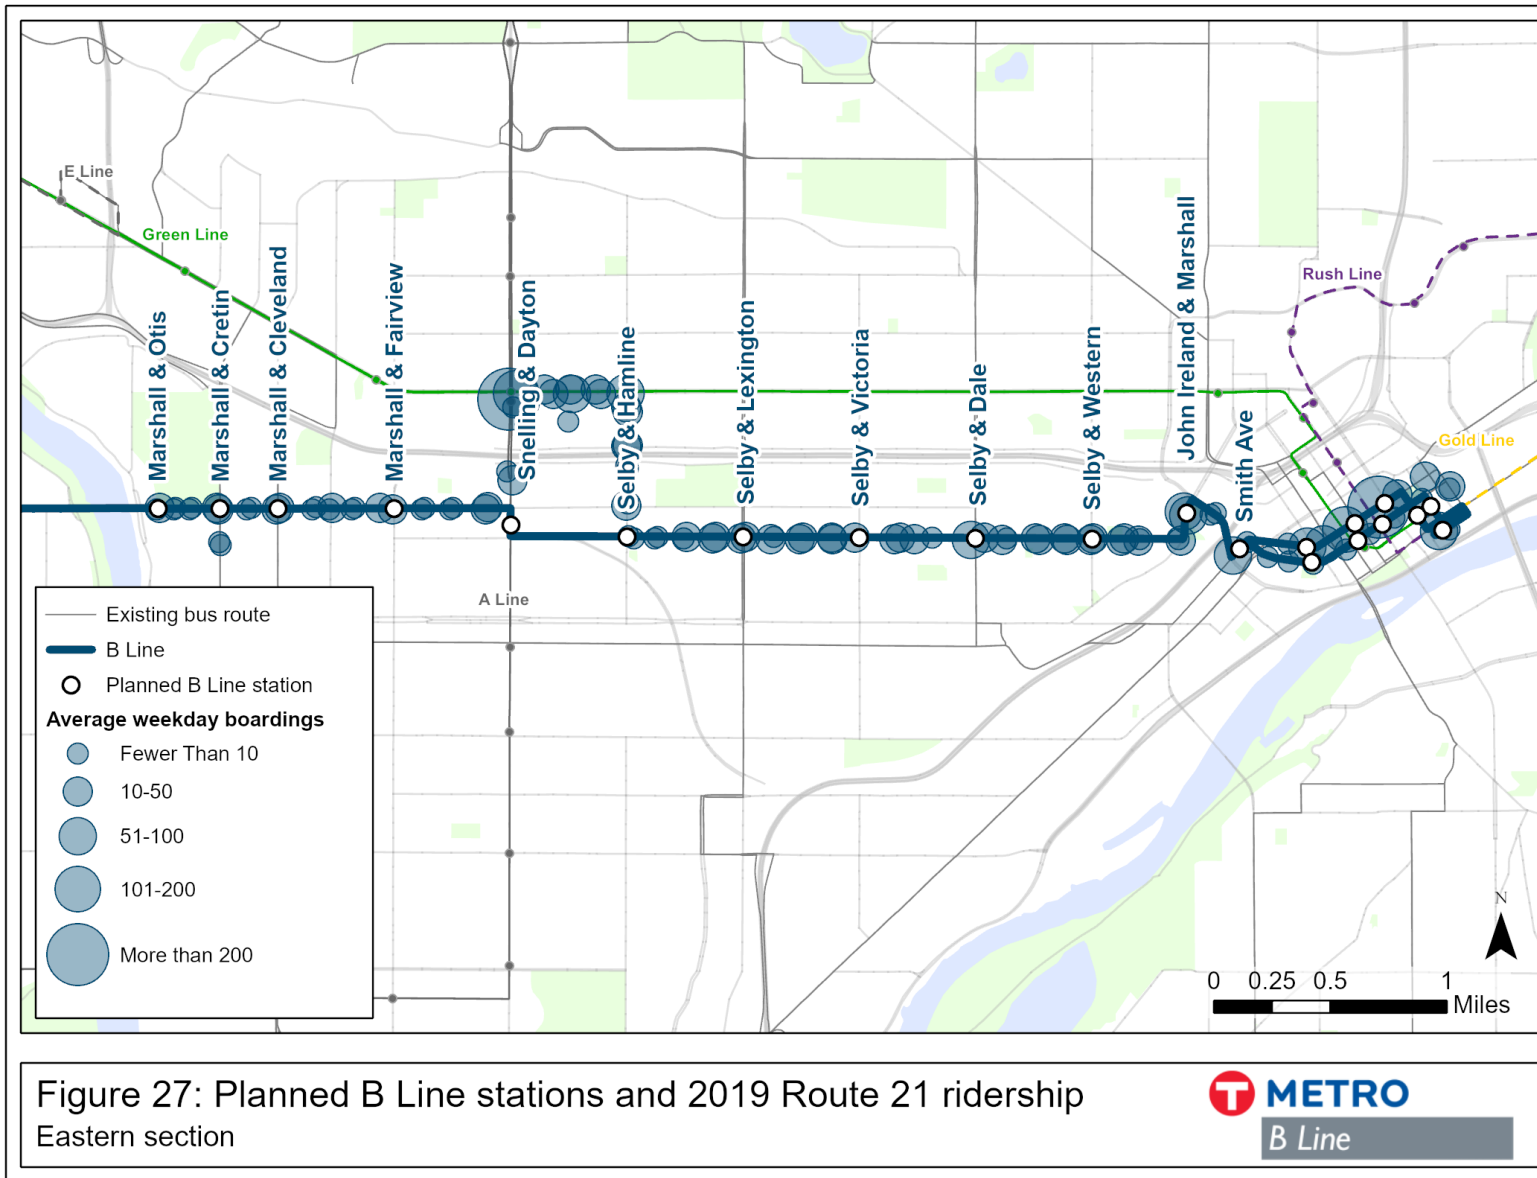 E Line
Green Line
Rush Line
Gold Line
A Line
Marshall & Otis
Marshall & Cretin
Marshall & Cleveland
Marshall & Fairview
Snelling & Dayton
Selby & Hamline
Selby & Lexington
Selby & Victoria
Selby & Dale
Selby & Western
John Ireland & Marshall
Smith Ave
Existing bus route
B Line
Planned B Line station
Average weekday boardings
Fewer Than 10
10-50
51-100
101-200
More than 200
N
0 0.25 0.5 1
Miles
Figure 27: Planned B Line stations and 2019 Route 21 ridership
Eastern section
T METRO
B Line